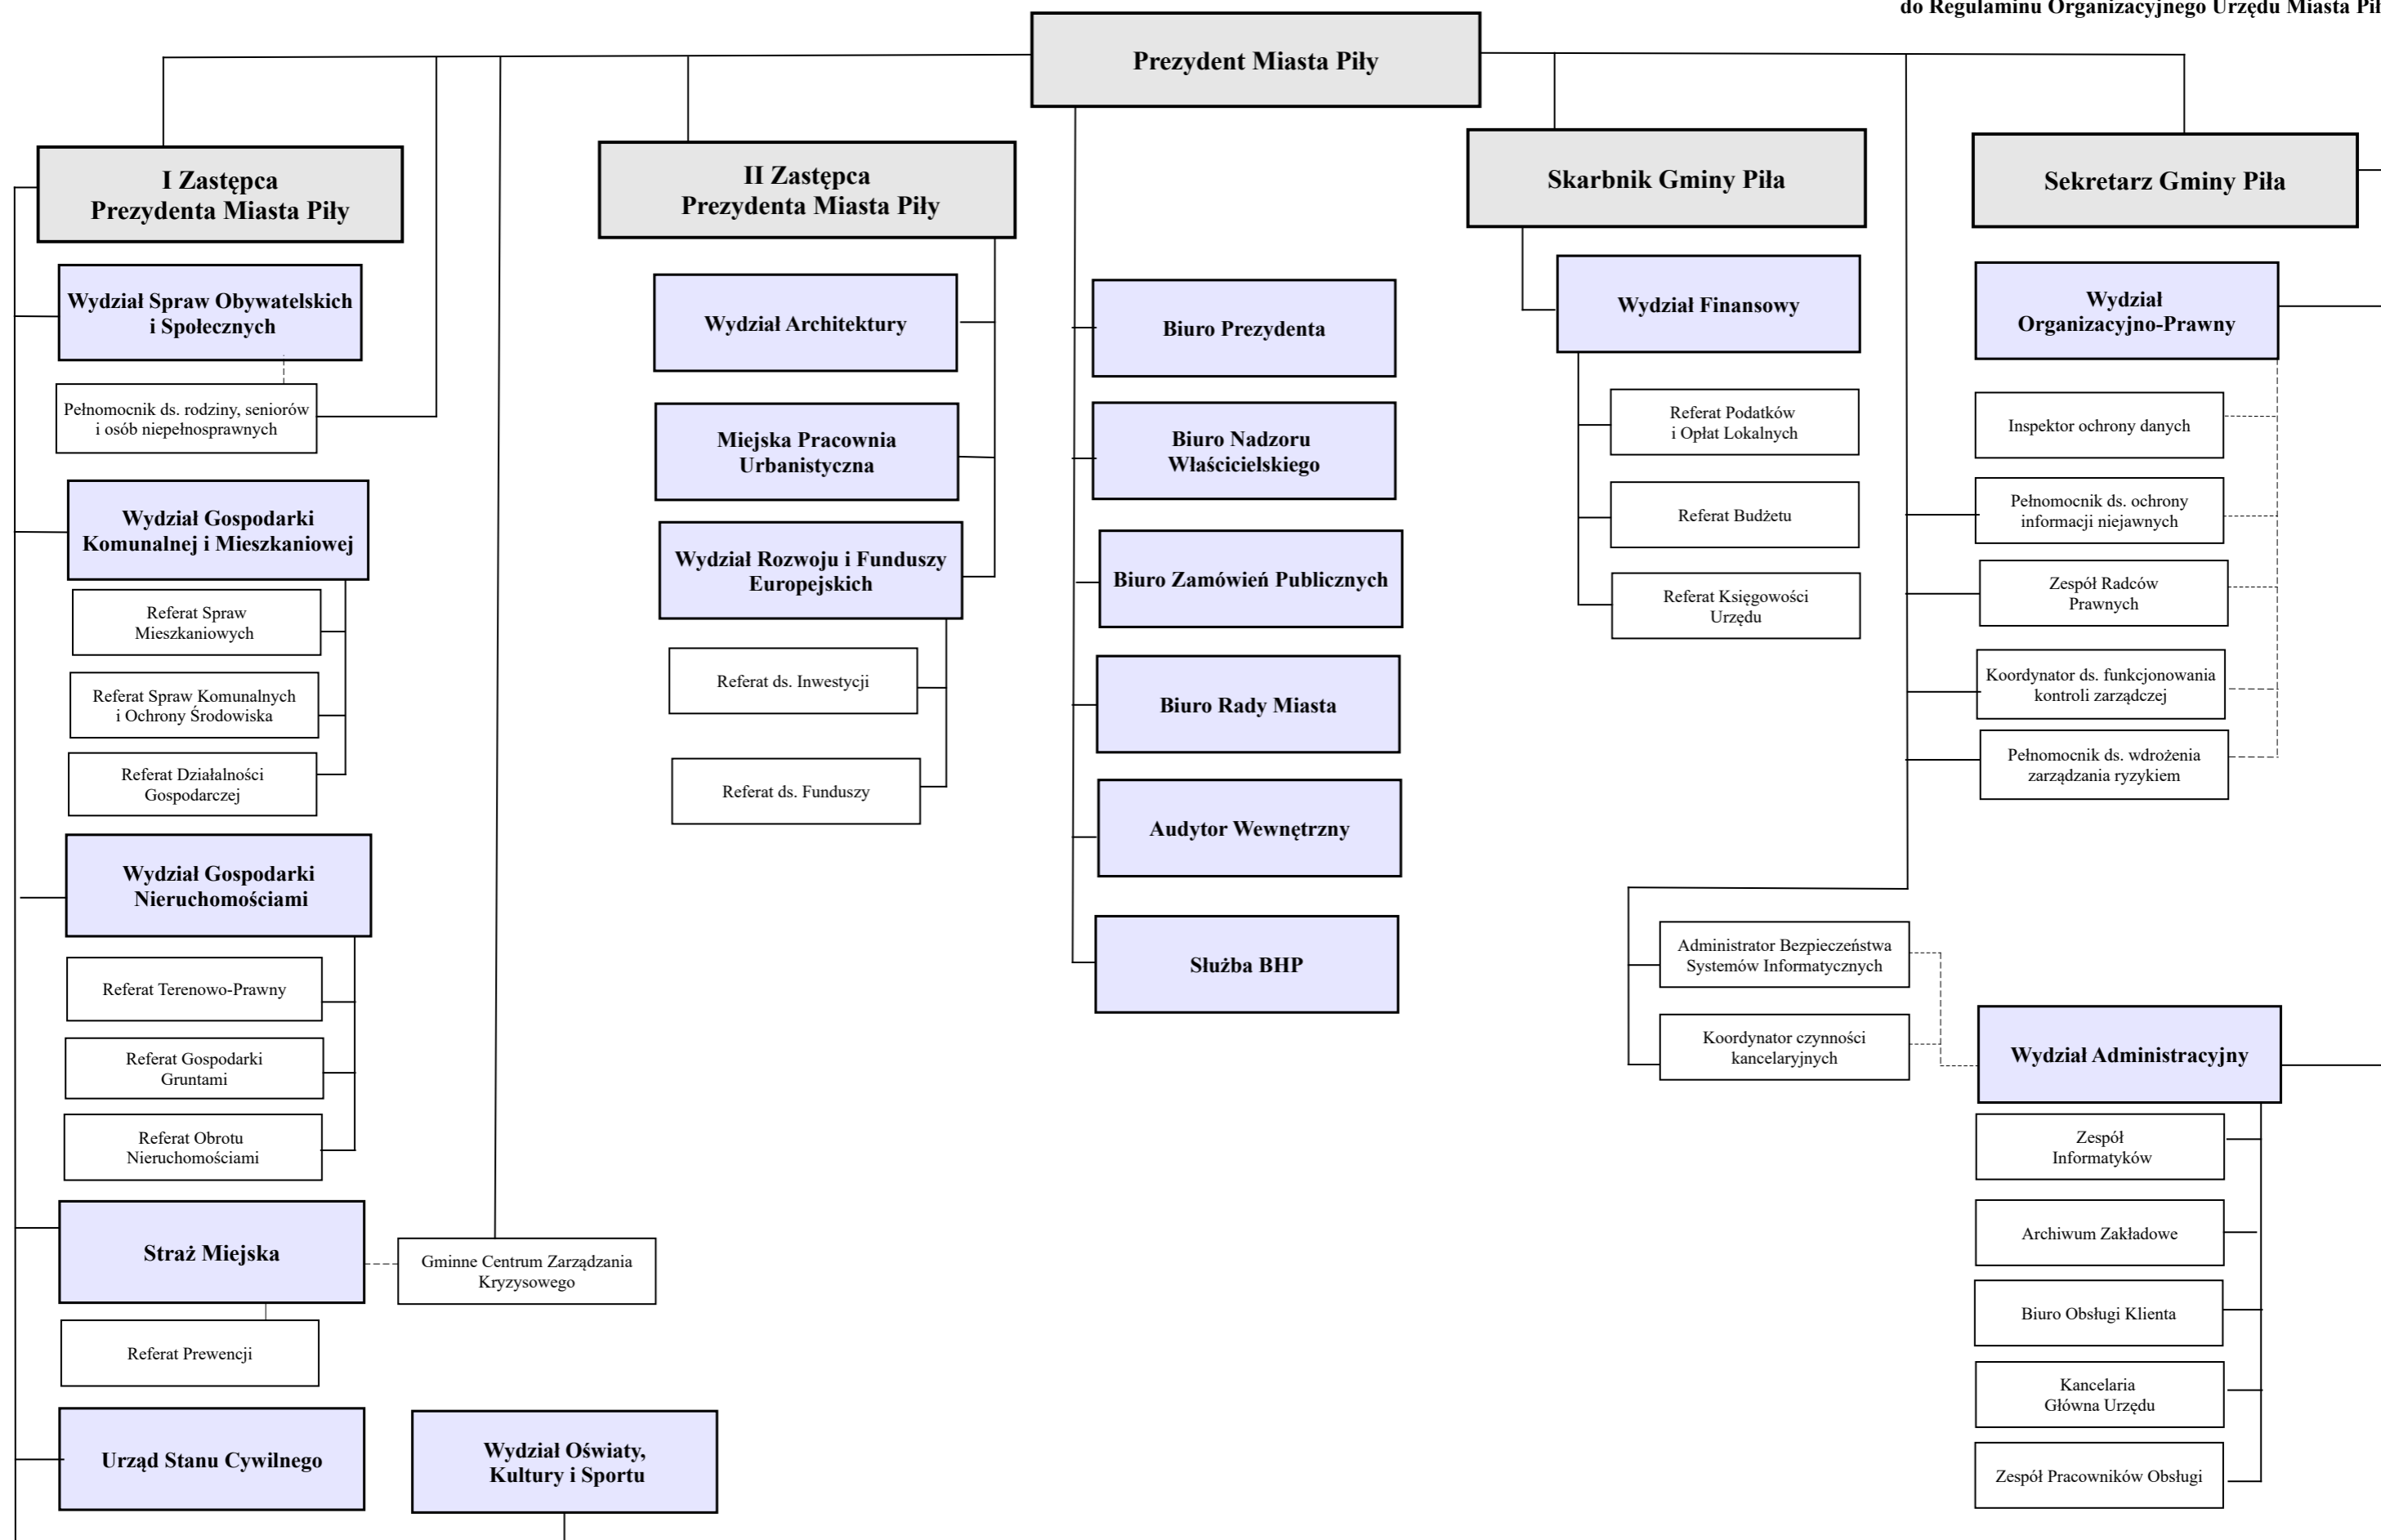 do Regulaminu Organizacyjnego Urzędu Miasta
Prezydent Miasta Piły
I Zastępca
Prezydenta Miasta Piły
II Zastępca
Prezydenta Miasta Piły
Skarbnik Gminy Piła
Sekretarz Gminy Piła
Wydział Spraw Obywatelskich
i Społecznych
Pełnomocnik ds. rodziny, seniorów
i osób niepełnosprawnych
Wydział Gospodarki
Komunalnej i Mieszkaniowej
Referat Spraw
Mieszkaniowych
Referat Spraw Komunalnych
i Ochrony Środowiska
Referat Działalności
Gospodarczej
Wydział Gospodarki
Nieruchomościami
Referat Terenowo-Prawny
Referat Gospodarki
Gruntami
Referat Obrotu
Nieruchomościami
Straż Miejska
Gminne Centrum Zarządzania
Kryzysowego
Referat Prewencji
Urząd Stanu Cywilnego
Wydział Oświaty,
Kultury i Sportu
Wydział Architektury
Miejska Pracownia
Urbanistyczna
Wydział Rozwoju i Funduszy
Europejskich
Referat ds. Inwestycji
Referat ds. Funduszy
Biuro Prezydenta
Biuro Nadzoru
Właścicielskiego
Biuro Zamówień Publicznych
Biuro Rady Miasta
Audytor Wewnętrzny
Służba BHP
Wydział Finansowy
Referat Podatków
i Opłat Lokalnych
Referat Budżetu
Referat Księgowości
Urzędu
Wydział
Organizacyjno-Prawny
Inspektor ochrony danych
Pełnomocnik ds. ochrony
informacji niejawnych
Zespół Radców
Prawnych
Koordynator ds. funkcjonowania
kontroli zarządczej
Pełnomocnik ds. wdrożenia
zarządzania ryzykiem
Administrator Bezpieczeństwa
Systemów Informatycznych
Koordynator czynności
kancelaryjnych
Wydział Administracyjny
Zespół
Informatyków
Archiwum Zakładowe
Biuro Obsługi Klienta
Kancelaria
Główna Urzędu
Zespół Pracowników Obsługi